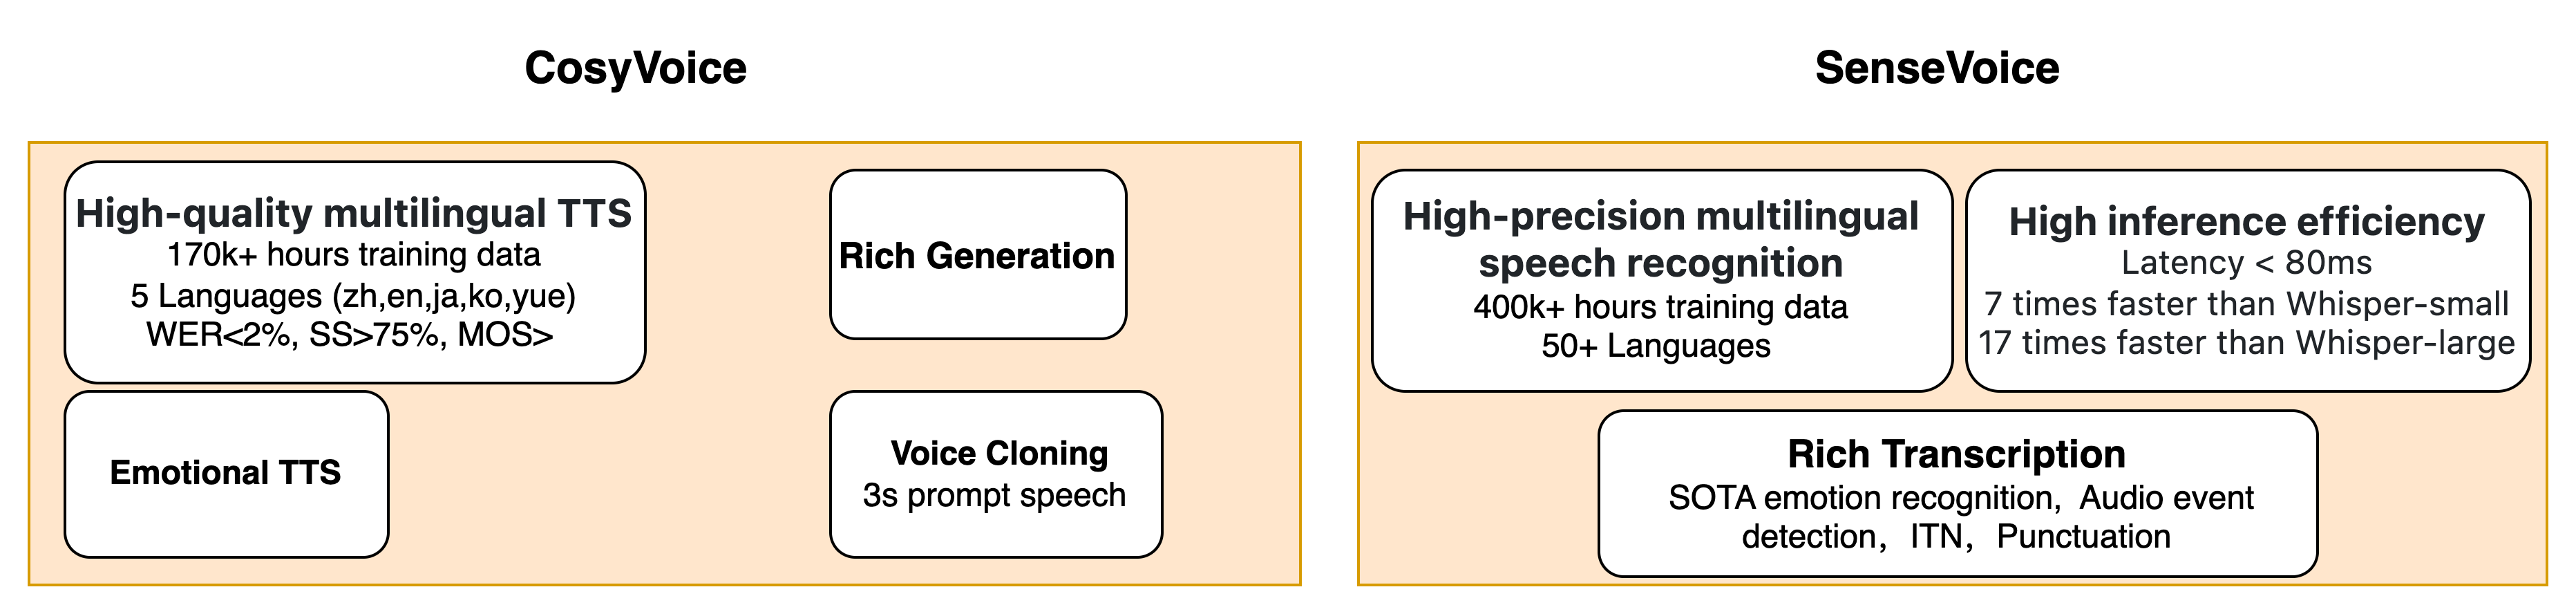 CosyVoice
High-quality multilingual TTS
170k+ hours training data
5 Languages (zh,en,ja,ko,yue)
WER<2%, SS>75%, MOS>
Rich Generation
Emotional TTS
Voice Cloning
3s prompt speech
SenseVoice
High-precision multilingual
speech recognition
400k+ hours training data
50+ Languages
High inference efficiency
Latency < 80ms
7 times faster than Whisper-small
17 times faster than Whisper-large
Rich Transcription
SOTA emotion recognition, Audio event
detection, ITN, Punctuation